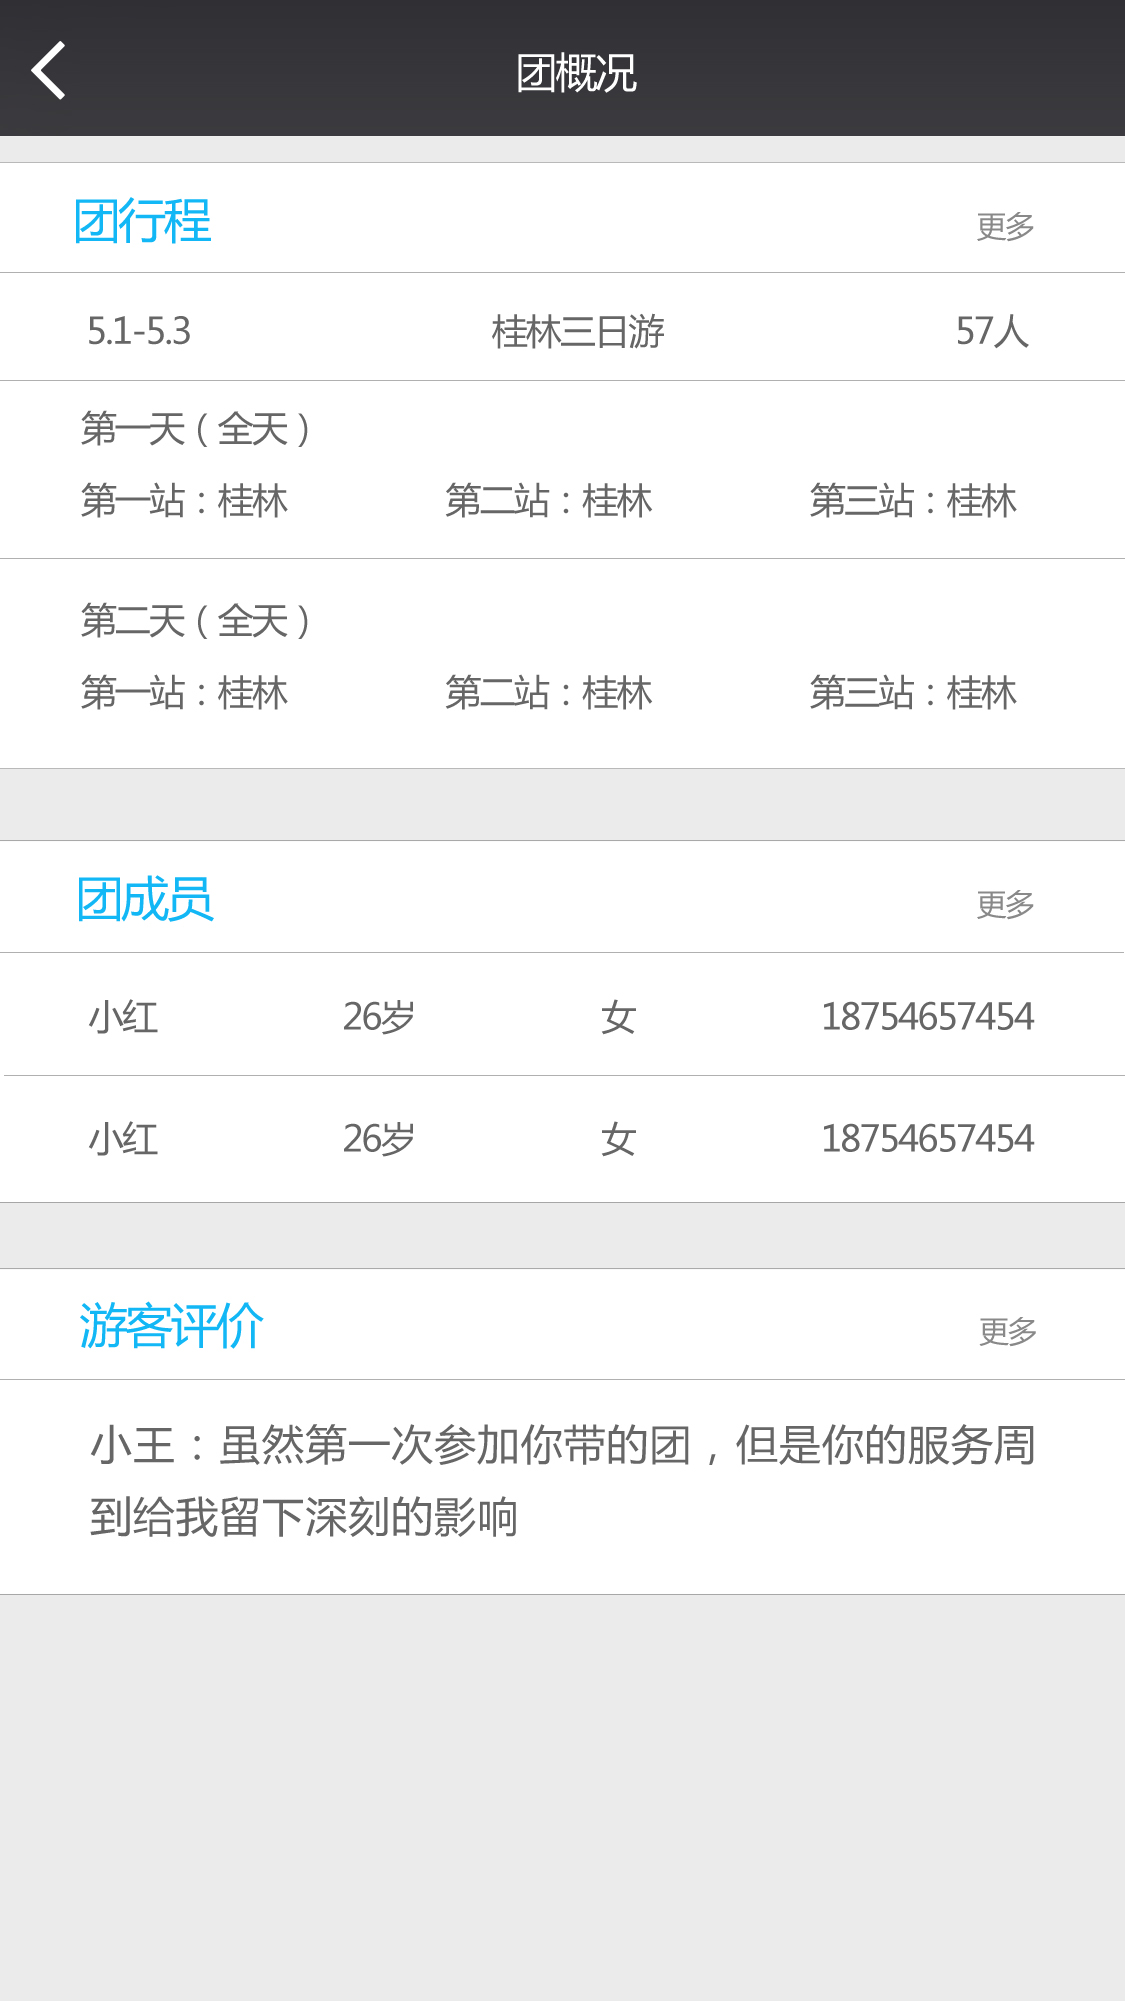 团概况
团行程 更多
5.1-5.3 桂林三日游 57人
第一天（全天）
第一站：桂林 第二站：桂林 第三站：桂林
第二天（全天）
第一站：桂林 第二站：桂林 第三站：桂林
团成员 更多
小红 26岁 女 18754657454
小红 26岁 女 18754657454
游客评价 更多
小王：虽然第一次参加你带的团，但是你的服务周
到给我留下深刻的影响